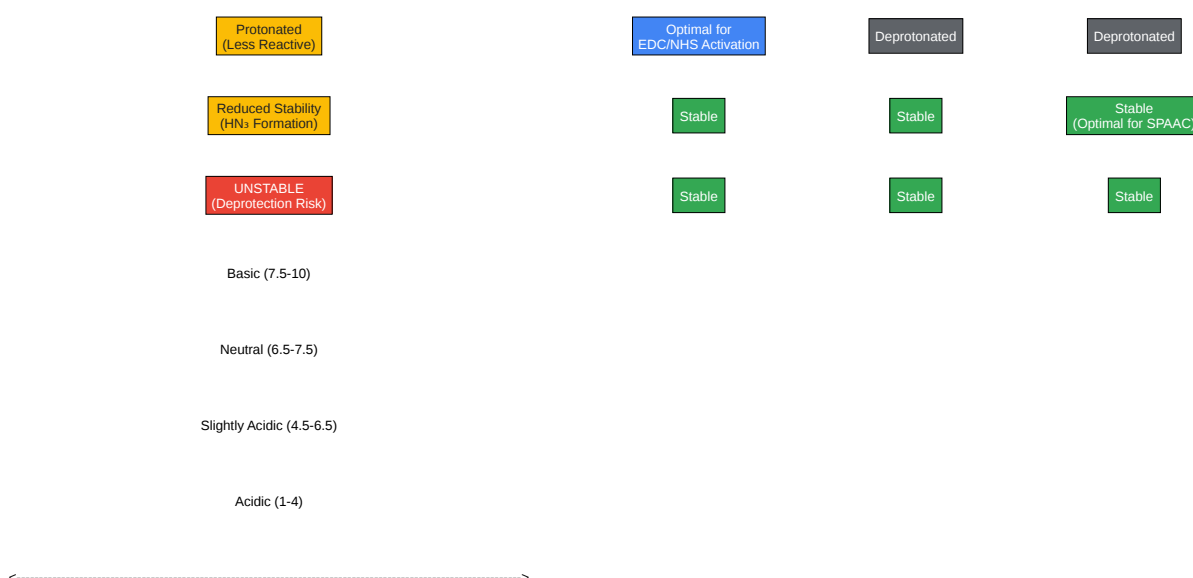 Protonated
(Less Reactive)
Optimal for
EDC/NHS Activation
Deprotonated
Deprotonated
Reduced Stability
(HN₃ Formation)
Stable
Stable
Stable
(Optimal for SPAAC)
UNSTABLE
(Deprotection Risk)
Stable
Stable
Stable
Basic (7.5-10)
Neutral (6.5-7.5)
Slightly Acidic (4.5-6.5)
Acidic (1-4)